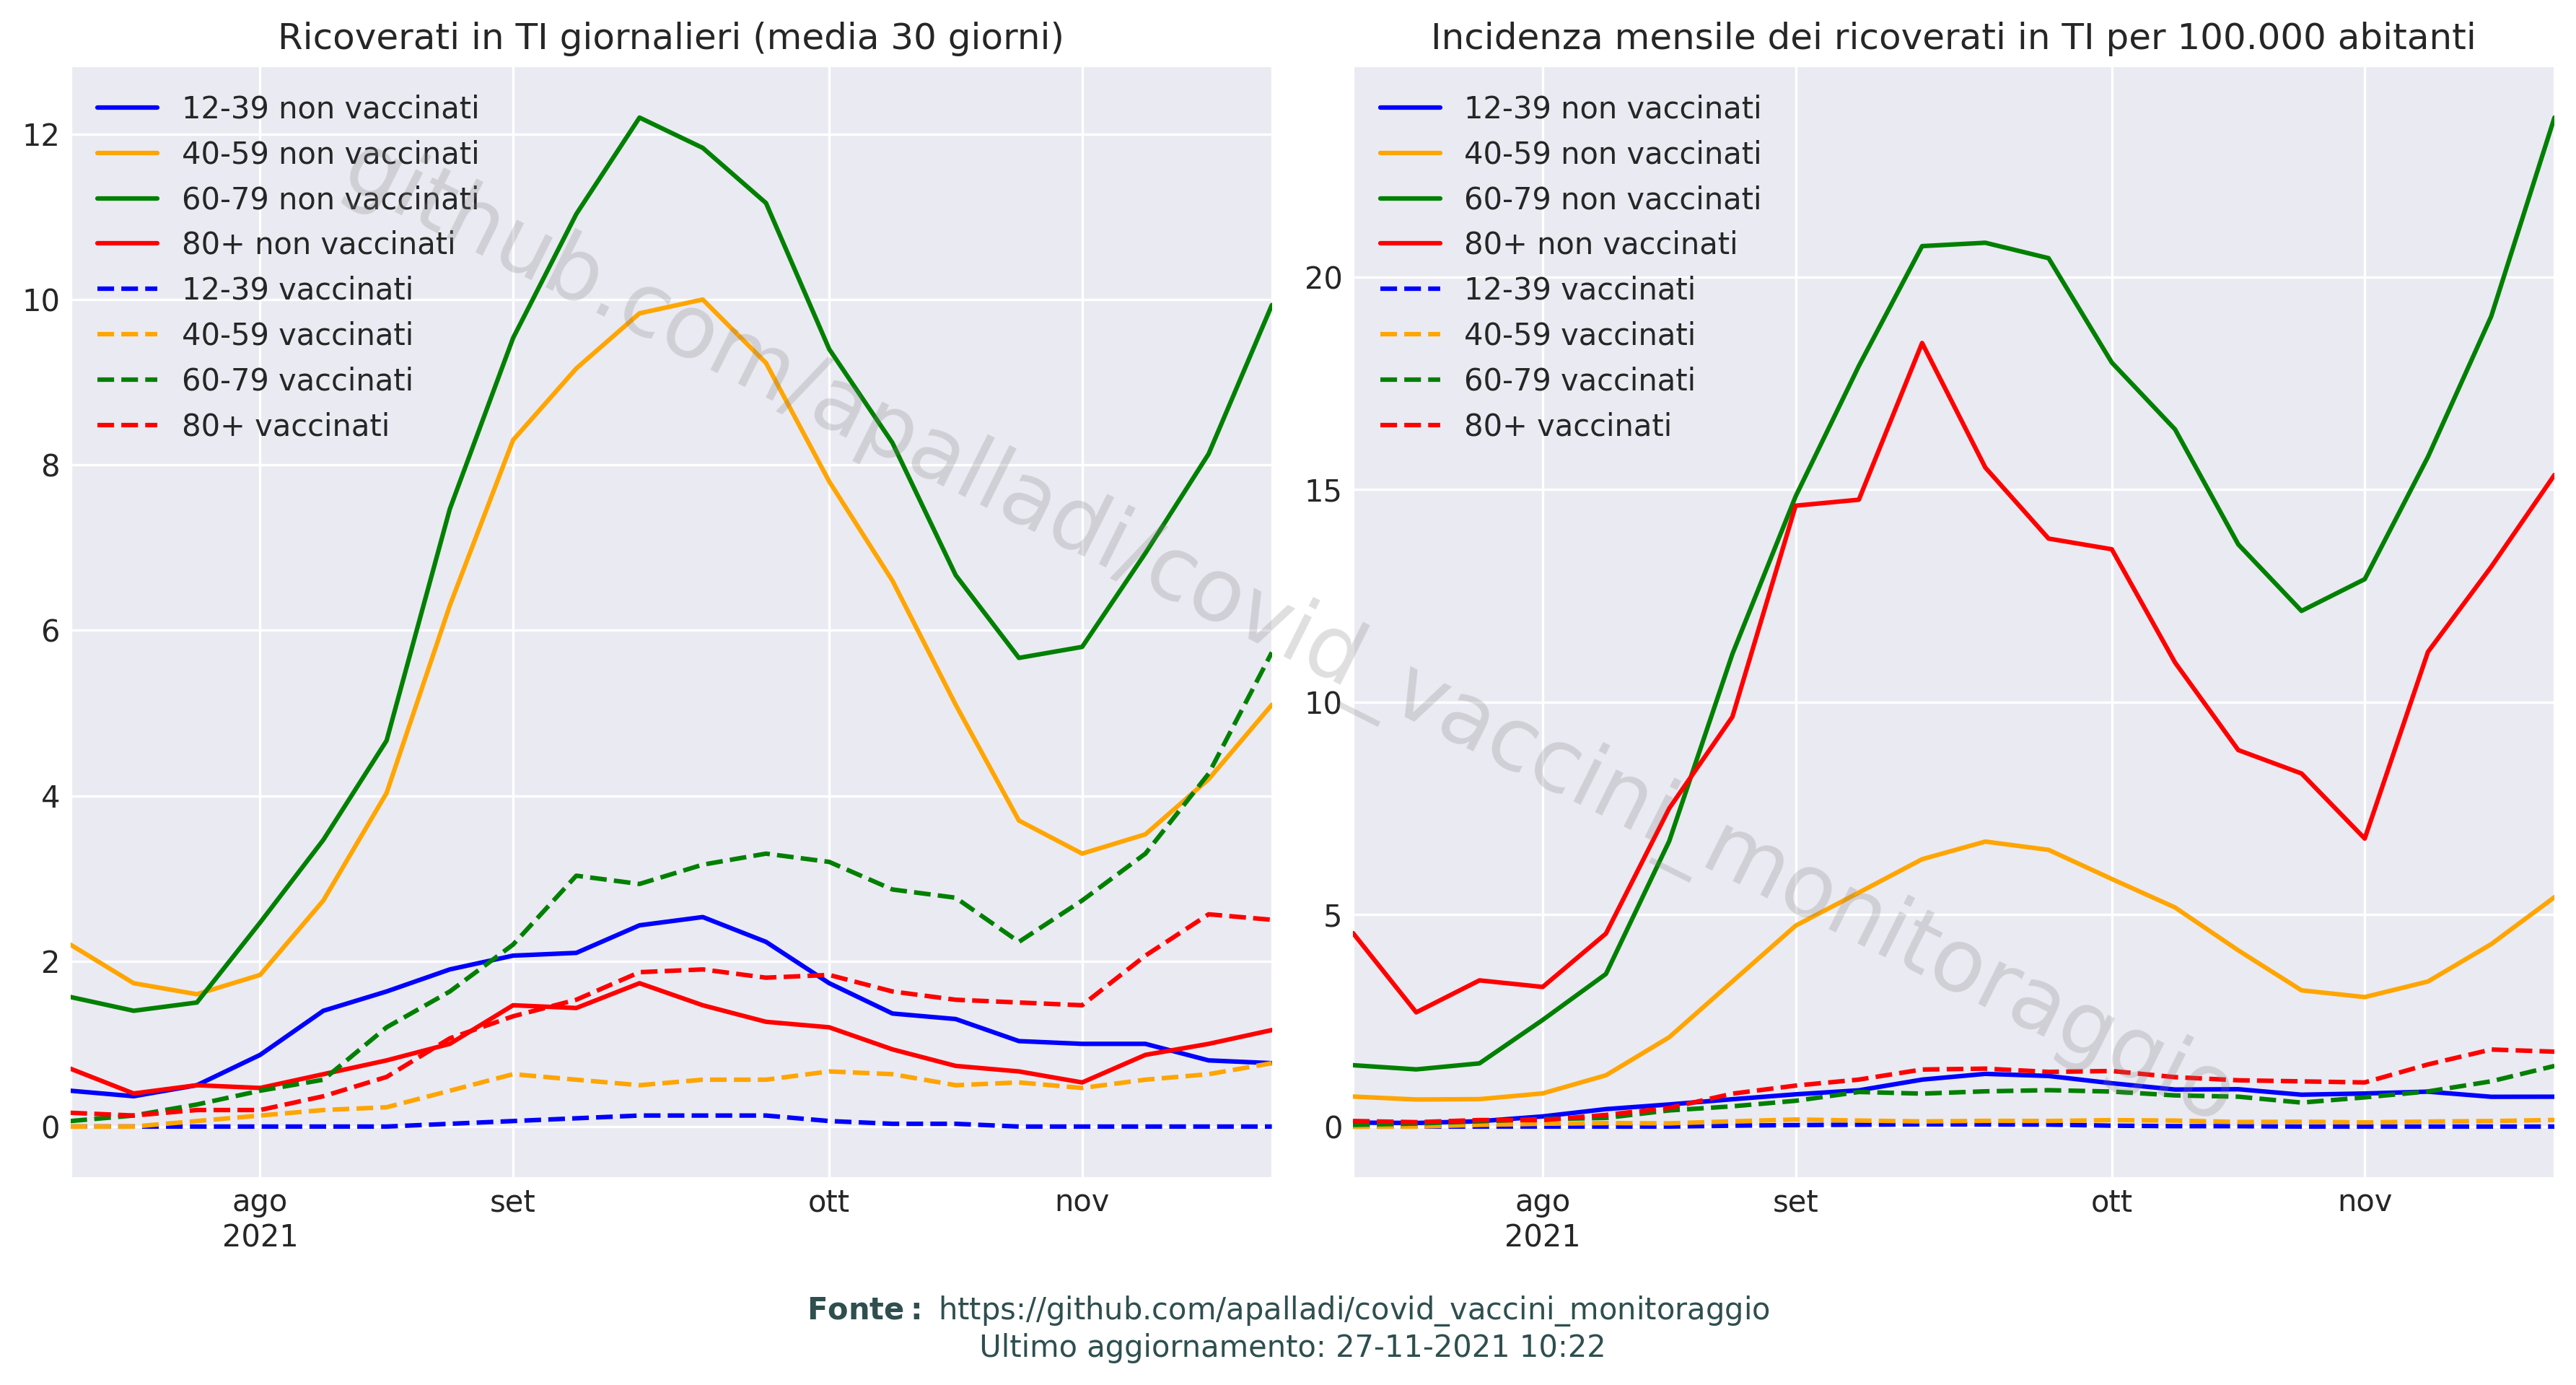 Ricoverati in TI giornalieri (media 30 giorni)
12-39 non vaccinati
40-59 non vaccinati
60-79 non vaccinati
80+ non vaccinati
12-39 vaccinati
40-59 vaccinati
60-79 vaccinati
80+ vaccinati
12
10
8
6
4
2
0
ago
2021
set
ott
nov
Incidenza mensile dei ricoverati in TI per 100.000 abitanti
12-39 non vaccinati
40-59 non vaccinati
60-79 non vaccinati
80+ non vaccinati
12-39 vaccinati
40-59 vaccinati
60-79 vaccinati
80+ vaccinati
20
15
10
5
0
ago
2021
set
ott
nov
github.com/apalladi/covid_vaccini_monitoraggio
Fonte: https://github.com/apalladi/covid_vaccini_monitoraggio
Ultimo aggiornamento: 27-11-2021 10:22